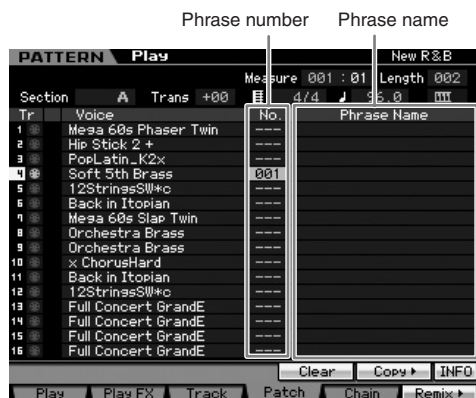 Phrase number Phrase name
PATTERN Play New R&B
Measure 001 : 01 Length 002
Section A Trans +00 4/4 ♩ 96.0
Tr Voice No. Phrase Name
1 Mega 60s Phaser Twin ---
2 Hip Stick 2 + ---
3 PopLatin_K2x ---
4 Soft 5th Brass 001
5 12StringsSW*c ---
6 Back in Itopian ---
7 Mega 60s Slap Twin ---
8 Orchestra Brass ---
9 Orchestra Brass ---
10 x ChorusHard ---
11 Back in Itopian ---
12 12StringsSW*c ---
13 Full Concert GrandE ---
14 Full Concert GrandE ---
15 Full Concert GrandE ---
16 Full Concert GrandE ---
Clear Copy▸ INFO
Play Play FX Track Patch Chain Remix▸